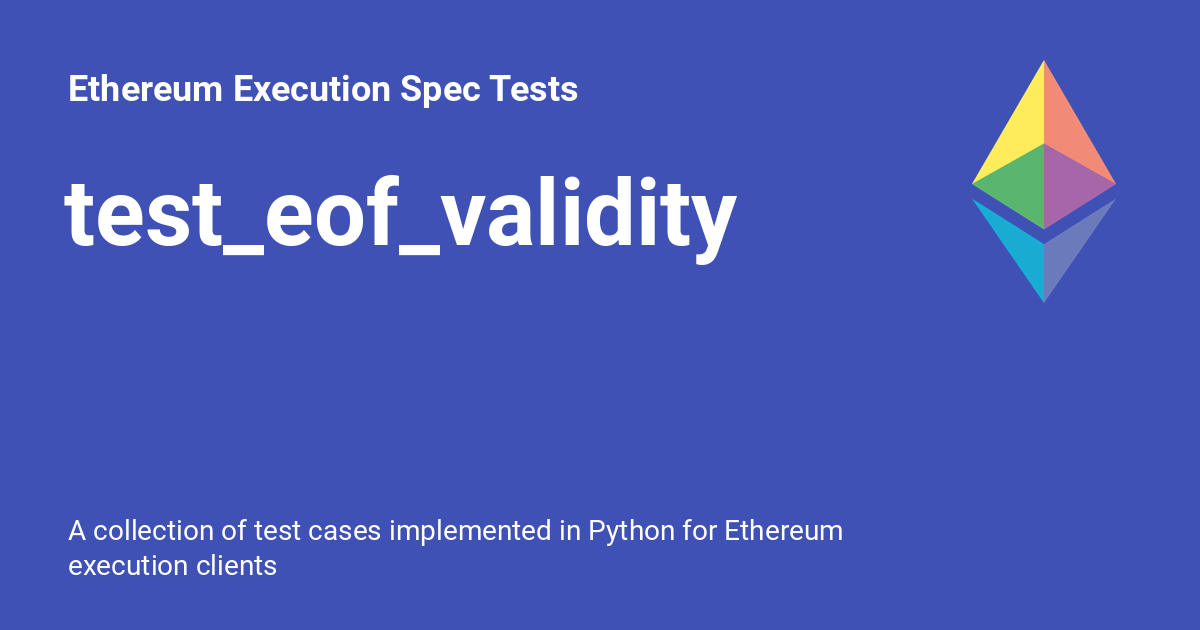 Ethereum Execution Spec Tests
test_eof_validity
A collection of test cases implemented in Python for Ethereum
execution clients